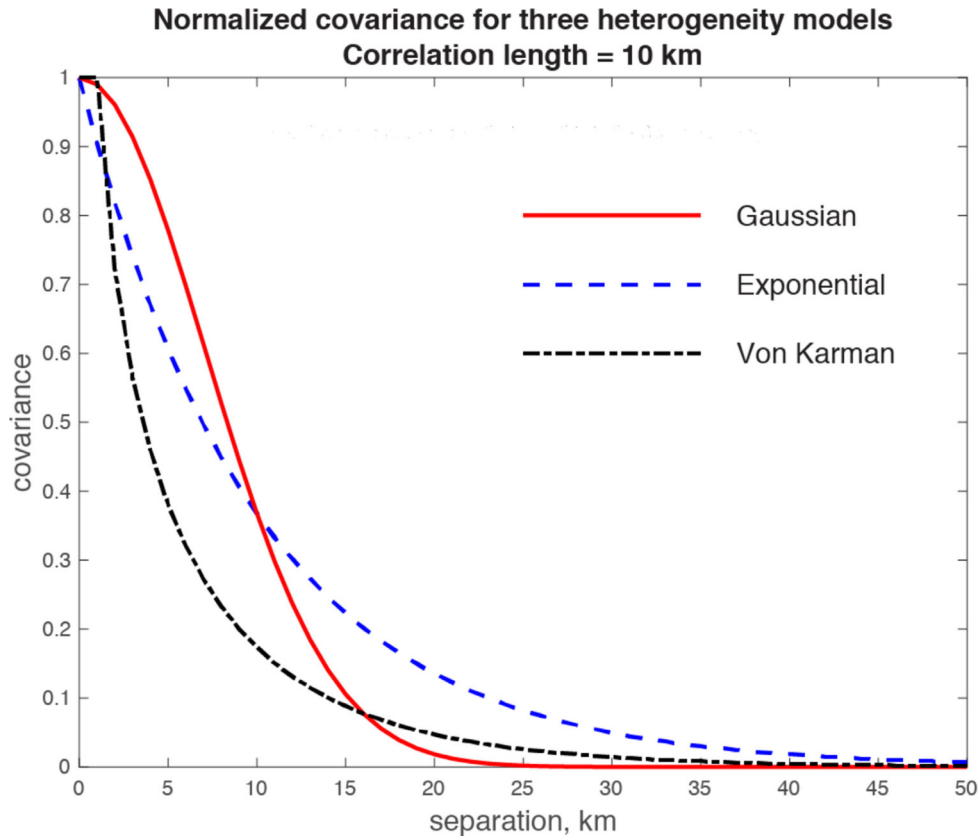 Normalized covariance for three heterogeneity models
Correlation length = 10 km
1
0.9
0.8
0.7
0.6
0.5
0.4
0.3
0.2
0.1
0
covariance
Gaussian
Exponential
Von Karman
0 5 10 15 20 25 30 35 40 45 50
separation, km